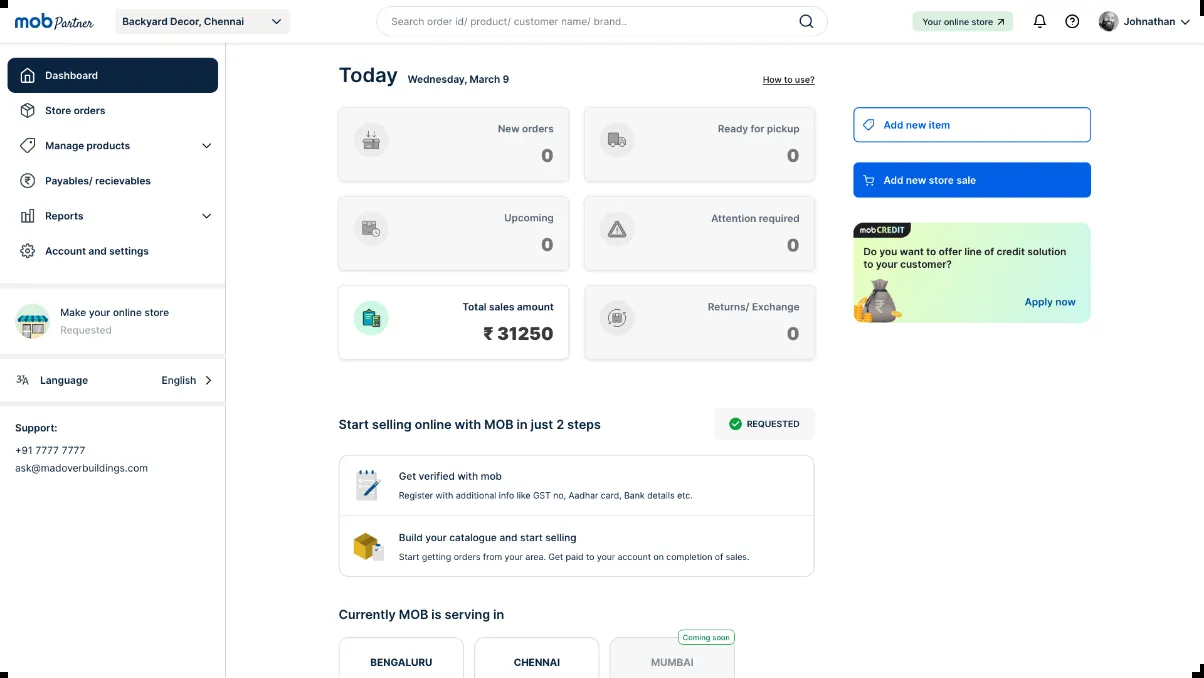 mob Partner
Backyard Decor, Chennai
Search order id/ product/ customer name/ brand..
Your online store
Johnathan
Dashboard
Store orders
Manage products
Payables/ recievables
Reports
Account and settings
Make your online store
Requested
Language
English
Support:
+91 7777 7777
ask@madoverbuildings.com
Today
Wednesday, March 9
How to use?
New orders
0
Ready for pickup
0
Upcoming
0
Attention required
0
Total sales amount
₹ 31250
Returns/ Exchange
0
Add new item
Add new store sale
mobCREDIT
Do you want to offer line of credit solution
to your customer?
Apply now
Start selling online with MOB in just 2 steps
REQUESTED
Get verified with mob
Register with additional info like GST no, Aadhar card, Bank details etc.
Build your catalogue and start selling
Start getting orders from your area. Get paid to your account on completion of sales.
Currently MOB is serving in
BENGALURU
CHENNAI
Coming soon
MUMBAI